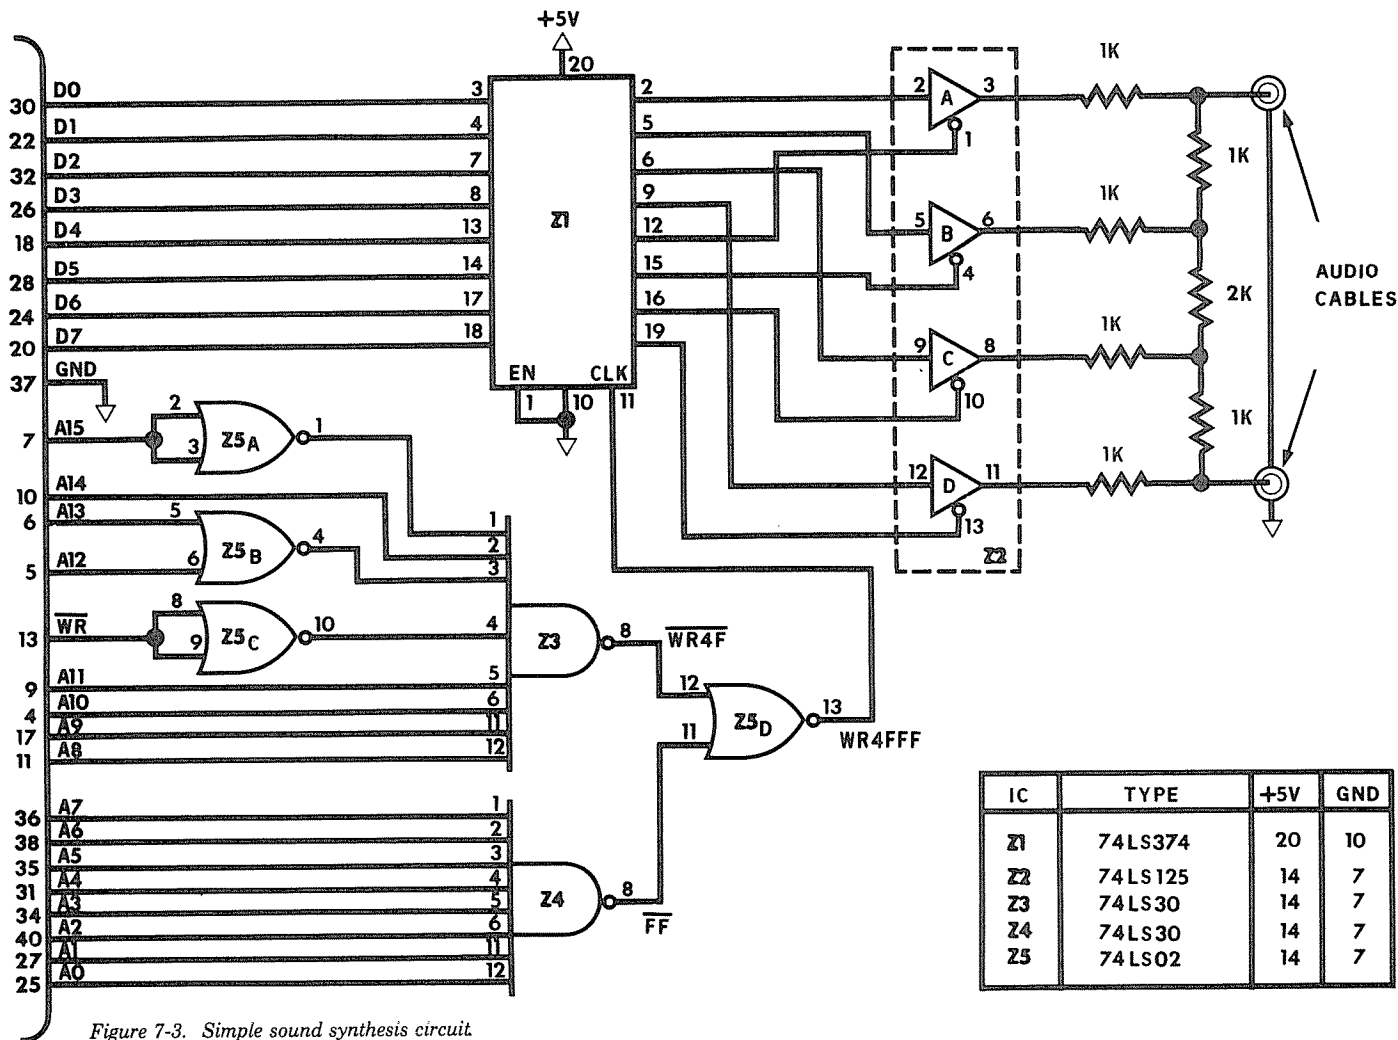 +5V
20
30 D0 3
22 D1 4
32 D2 7
26 D3 8
18 D4 13
28 D5 14
24 D6 17
20 D7 18
37 GND
Z1
EN
CLK
1
10
11
2
5
6
9
12
15
16
19
2 A 3
1
5 B 6
4
9 C 8
10
12 D 11
13
Z2
1K
1K
1K
1K
1K
2K
1K
AUDIO
CABLES
7 A15 2 3 Z5A 1
10 A14
6 A13 5
5 A12 6 Z5B 4
13 WR 8 9 Z5C 10
9 A11 5
4 A10 6
17 A9 11
11 A8 12
1
2
3
4
Z3 8 WR4F
12
11
Z5D 13
WR4FFF
36 A7 1
38 A6 2
35 A5 3
31 A4 4
34 A3 5
40 A2 6
27 A1 11
25 A0 12
Z4 8
FF
IC TYPE +5V GND
Z1 74LS374 20 10
Z2 74LS125 14 7
Z3 74LS30 14 7
Z4 74LS30 14 7
Z5 74LS02 14 7
Figure 7-3. Simple sound synthesis circuit.